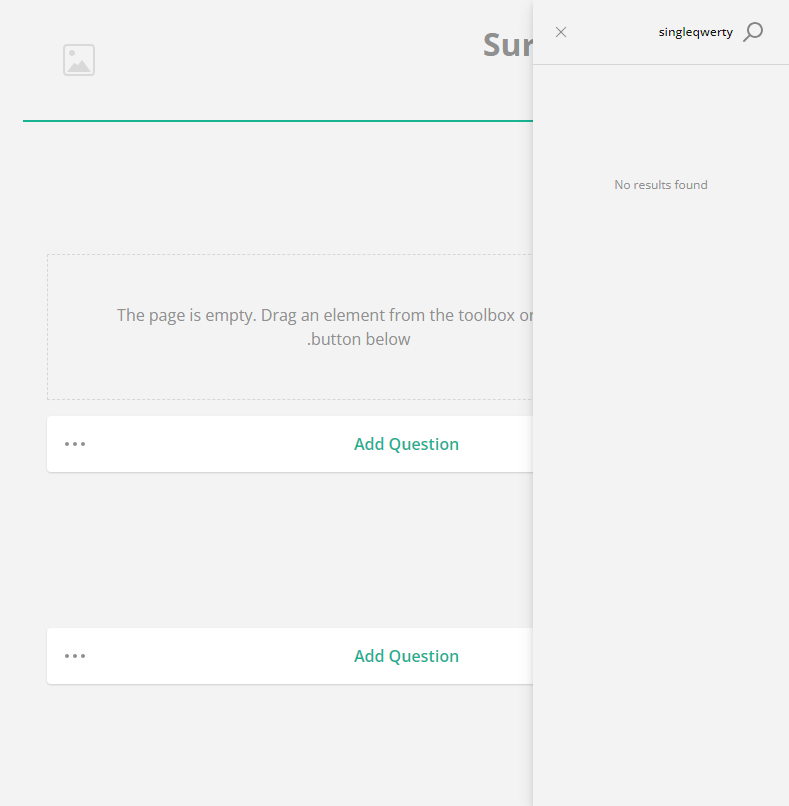 Sur
singleqwerty
No results found
The page is empty. Drag an element from the toolbox or
.button below
Add Question
Add Question